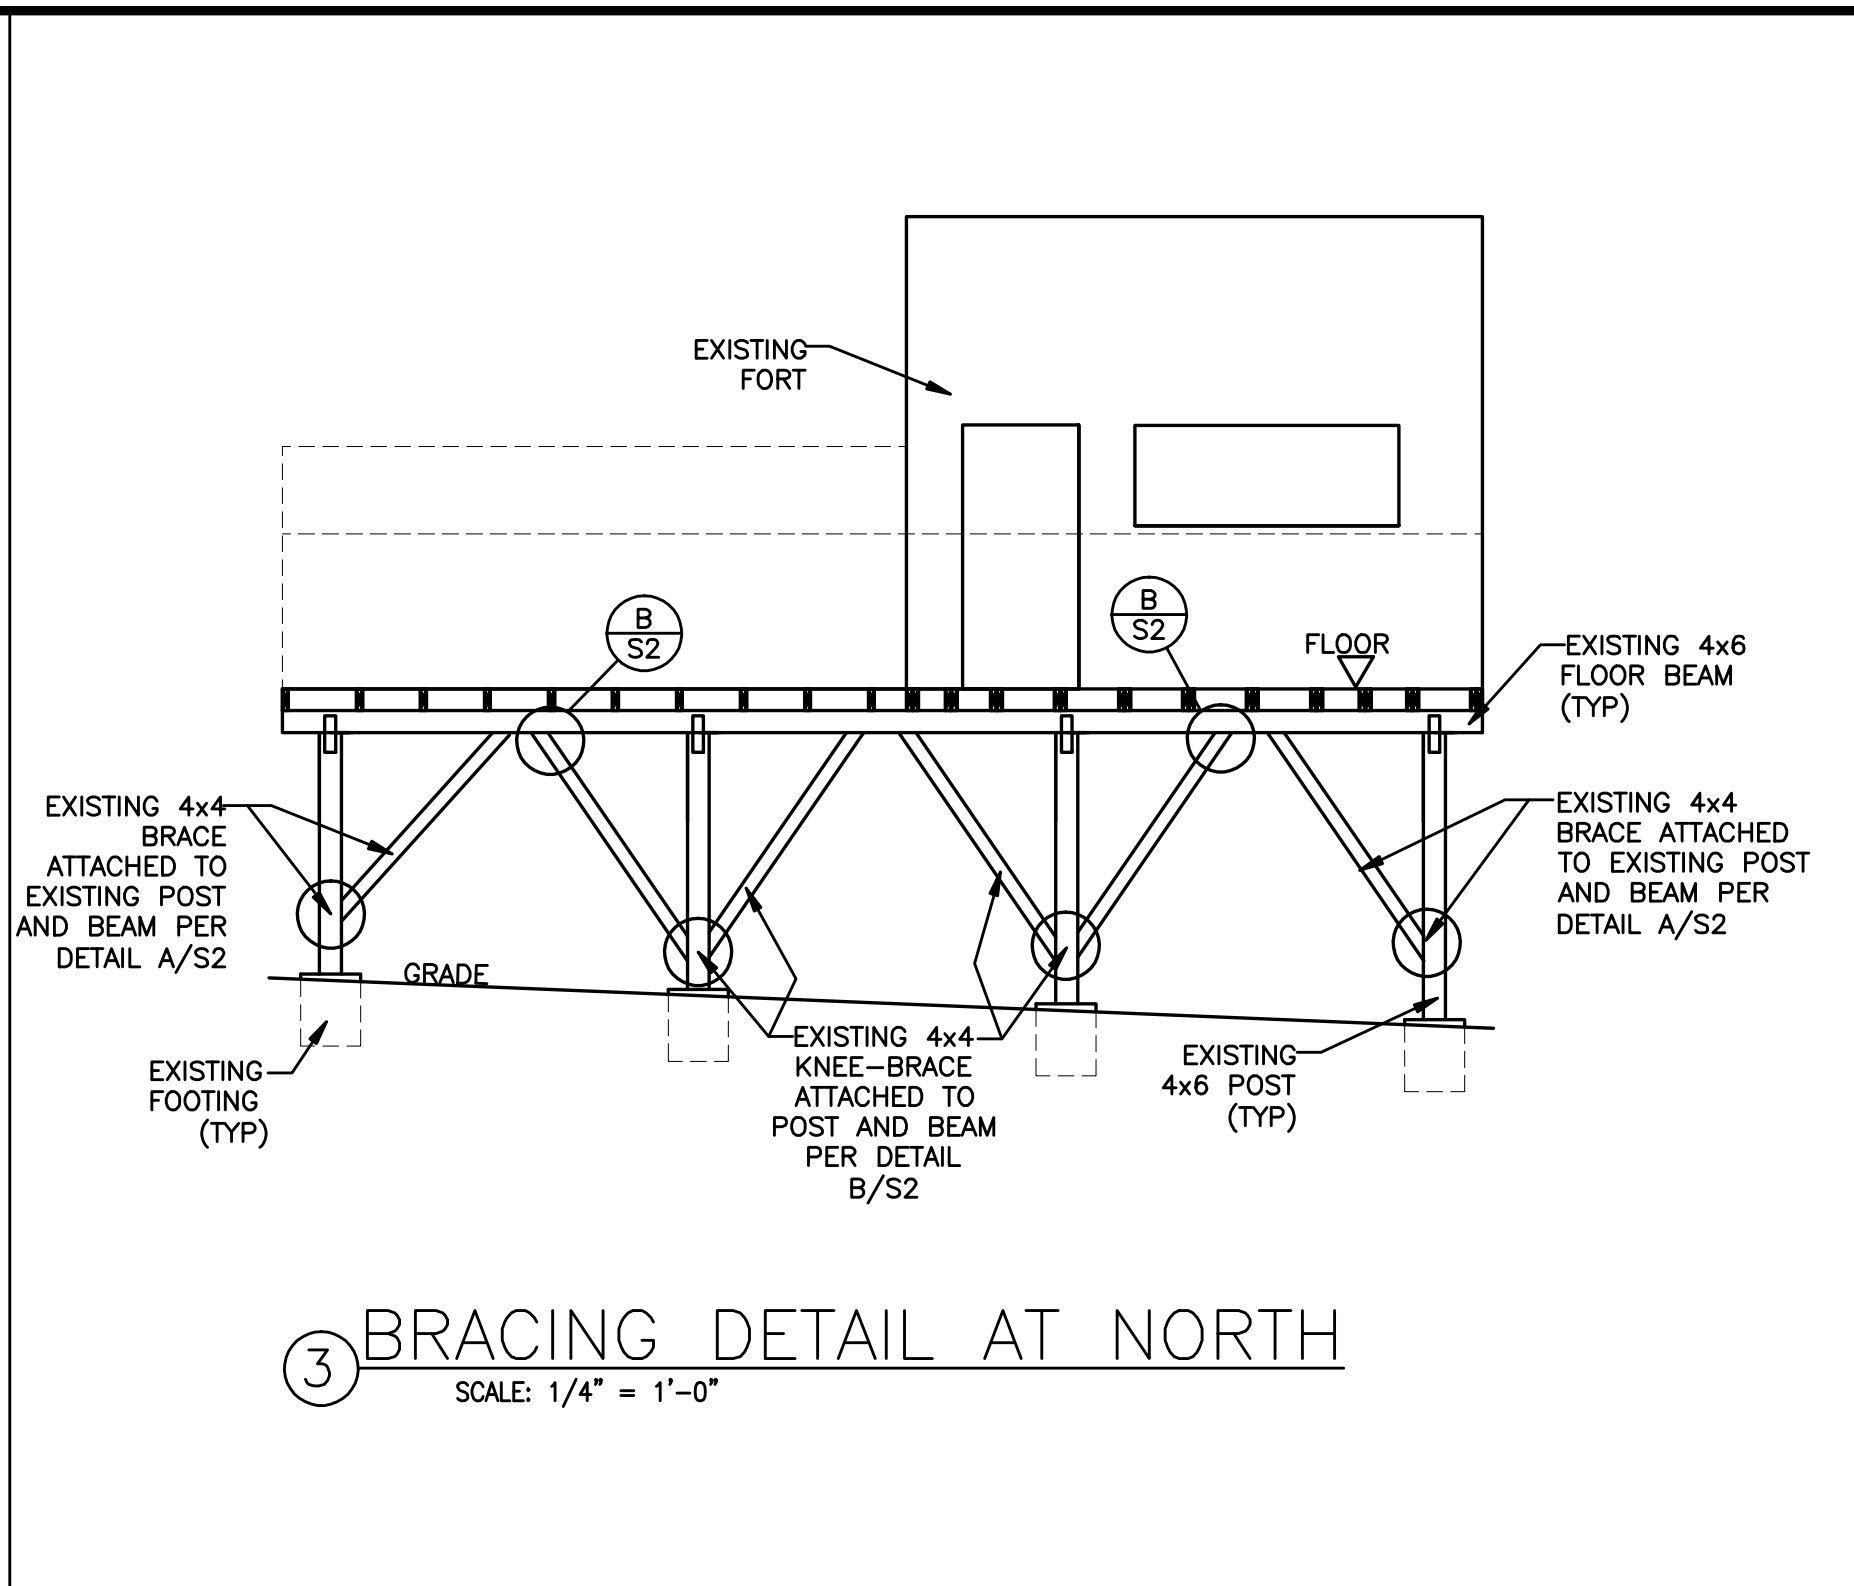 EXISTING
FORT
B
S2
B
S2
FLOOR
EXISTING 4x6
FLOOR BEAM
(TYP)
EXISTING 4x4
BRACE
ATTACHED TO
EXISTING POST
AND BEAM PER
DETAIL A/S2
EXISTING 4x4
BRACE ATTACHED
TO EXISTING POST
AND BEAM PER
DETAIL A/S2
GRADE
EXISTING
FOOTING
(TYP)
EXISTING 4x4
KNEE-BRACE
ATTACHED TO
POST AND BEAM
PER DETAIL
B/S2
EXISTING
4x6 POST
(TYP)
3
BRACING DETAIL AT NORTH
SCALE: 1/4" = 1'-0"